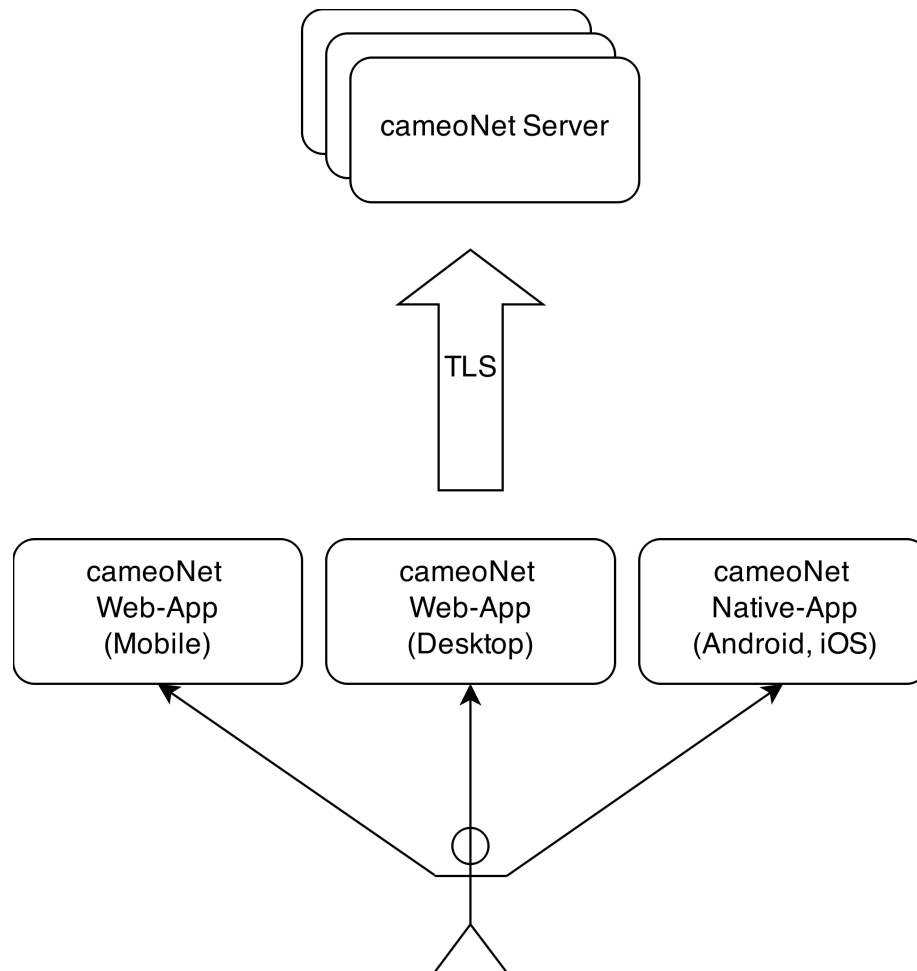 cameoNet Server
TLS
cameoNet
Web-App
(Mobile)
cameoNet
Web-App
(Desktop)
cameoNet
Native-App
(Android, iOS)